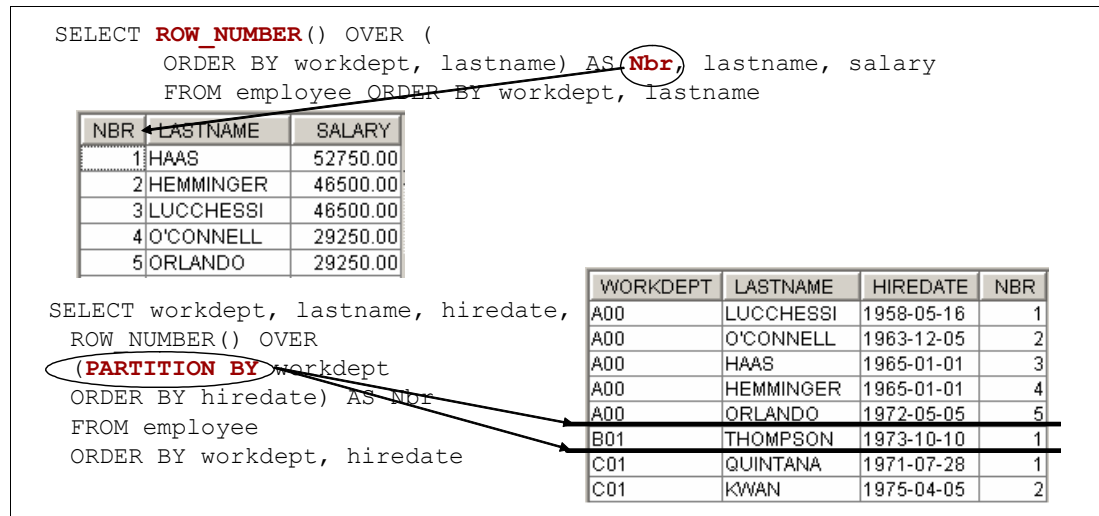 SELECT ROW_NUMBER() OVER (
ORDER BY workdept, lastname) AS Nbr, lastname, salary
FROM employee ORDER BY workdept, lastname
NBR LASTNAME SALARY
1 HAAS 52750.00
2 HEMMINGER 46500.00
3 LUCCHESSI 46500.00
4 O'CONNELL 29250.00
5 ORLANDO 29250.00
SELECT workdept, lastname, hiredate,
ROW_NUMBER() OVER
(PARTITION BY workdept
ORDER BY hiredate) AS Nbr
FROM employee
ORDER BY workdept, hiredate
WORKDEPT LASTNAME HIREDATE NBR
A00 LUCCHESSI 1958-05-16 1
A00 O'CONNELL 1963-12-05 2
A00 HAAS 1965-01-01 3
A00 HEMMINGER 1965-01-01 4
A00 ORLANDO 1972-05-05 5
B01 THOMPSON 1973-10-10 1
C01 QUINTANA 1971-07-28 1
C01 KWAN 1975-04-05 2